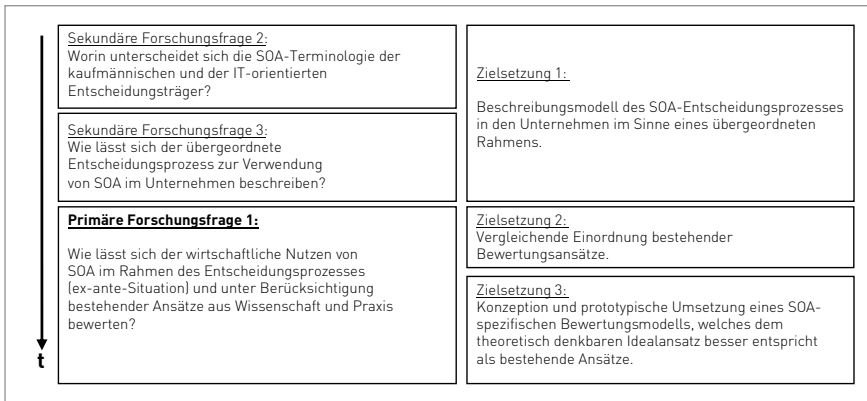 Sekundäre Forschungsfrage 2:
Worin unterscheidet sich die SOA-Terminologie der
kaufmännischen und der IT-orientierten
Entscheidungsträger?
Sekundäre Forschungsfrage 3:
Wie lässt sich der übergeordnete
Entscheidungsprozess zur Verwendung
von SOA im Unternehmen beschreiben?
Primäre Forschungsfrage 1:
Wie lässt sich der wirtschaftliche Nutzen von
SOA im Rahmen des Entscheidungsprozesses
(ex-ante-Situation) und unter Berücksichtigung
bestehender Ansätze aus Wissenschaft und Praxis
bewerten?
t
Zielsetzung 1:
Beschreibungsmodell des SOA-Entscheidungsprozesses
in den Unternehmen im Sinne eines übergeordneten
Rahmens.
Zielsetzung 2:
Vergleichende Einordnung bestehender
Bewertungsansätze.
Zielsetzung 3:
Konzeption und prototypische Umsetzung eines SOA-
spezifischen Bewertungsmodells, welches dem
theoretisch denkbaren Idealansatz besser entspricht
als bestehende Ansätze.